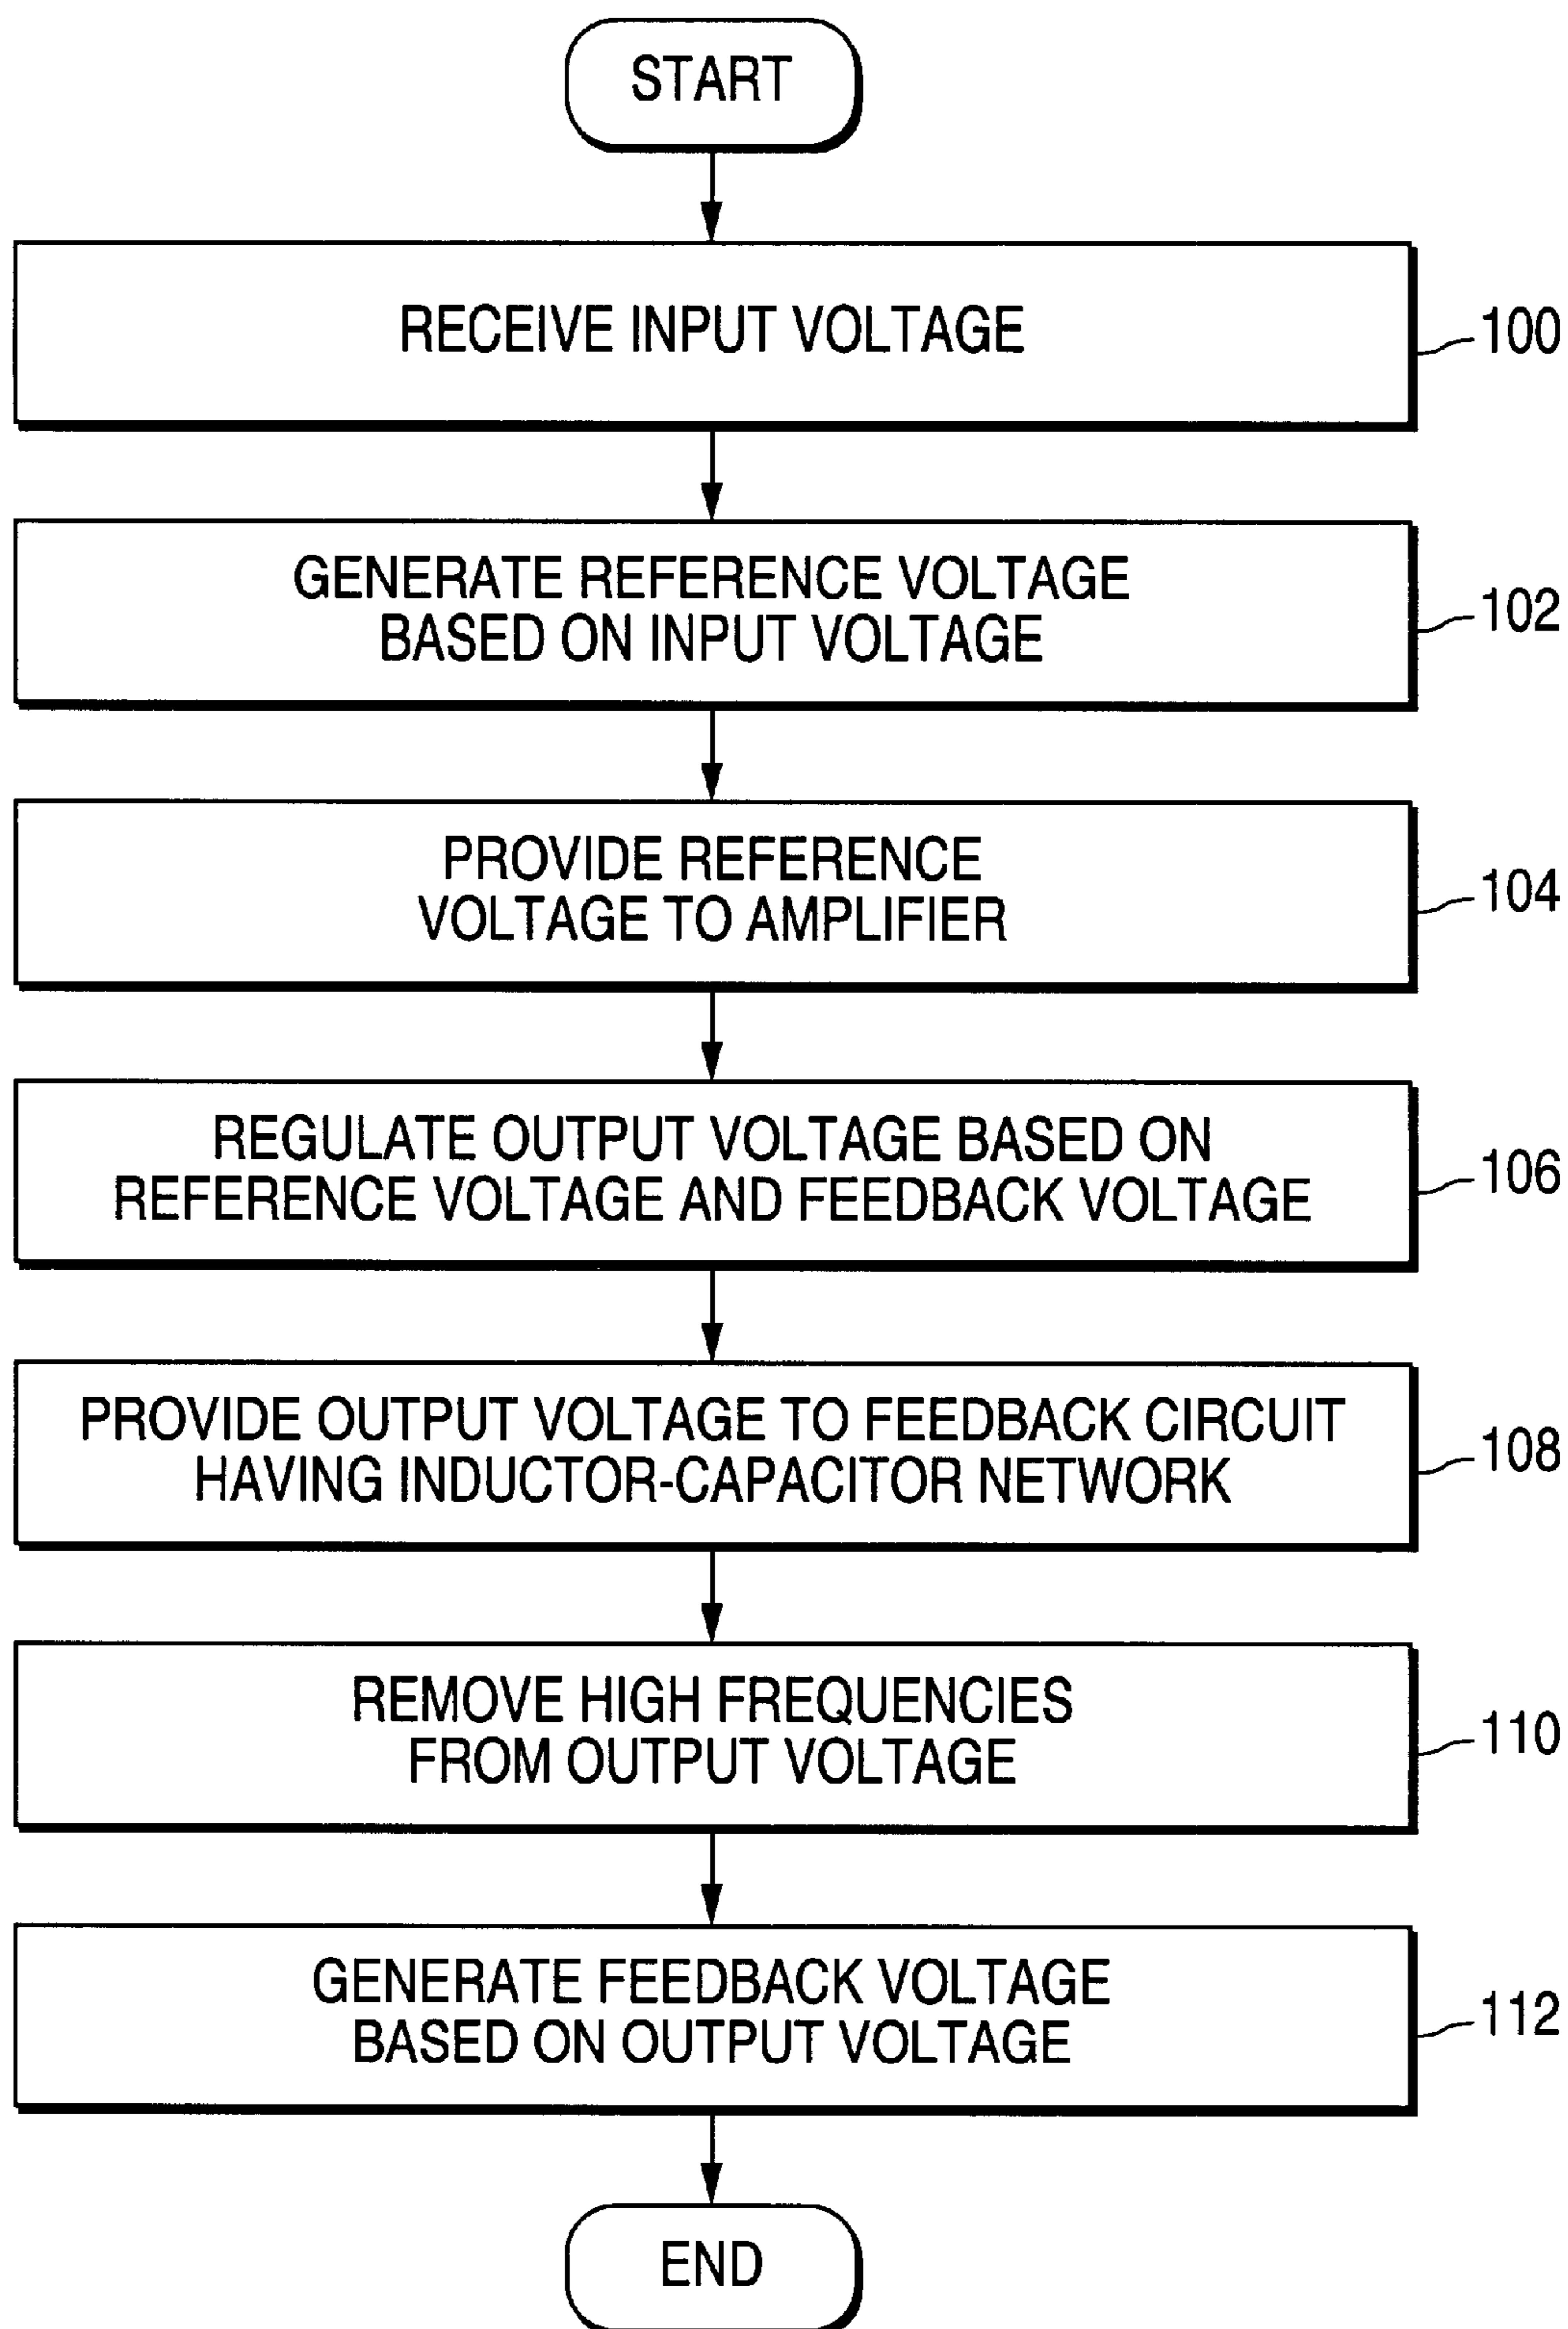 START
RECEIVE INPUT VOLTAGE
100
GENERATE REFERENCE VOLTAGE
BASED ON INPUT VOLTAGE
102
PROVIDE REFERENCE
VOLTAGE TO AMPLIFIER
104
REGULATE OUTPUT VOLTAGE BASED ON
REFERENCE VOLTAGE AND FEEDBACK VOLTAGE
106
PROVIDE OUTPUT VOLTAGE TO FEEDBACK CIRCUIT
HAVING INDUCTOR-CAPACITOR NETWORK
108
REMOVE HIGH FREQUENCIES
FROM OUTPUT VOLTAGE
110
GENERATE FEEDBACK VOLTAGE
BASED ON OUTPUT VOLTAGE
112
END